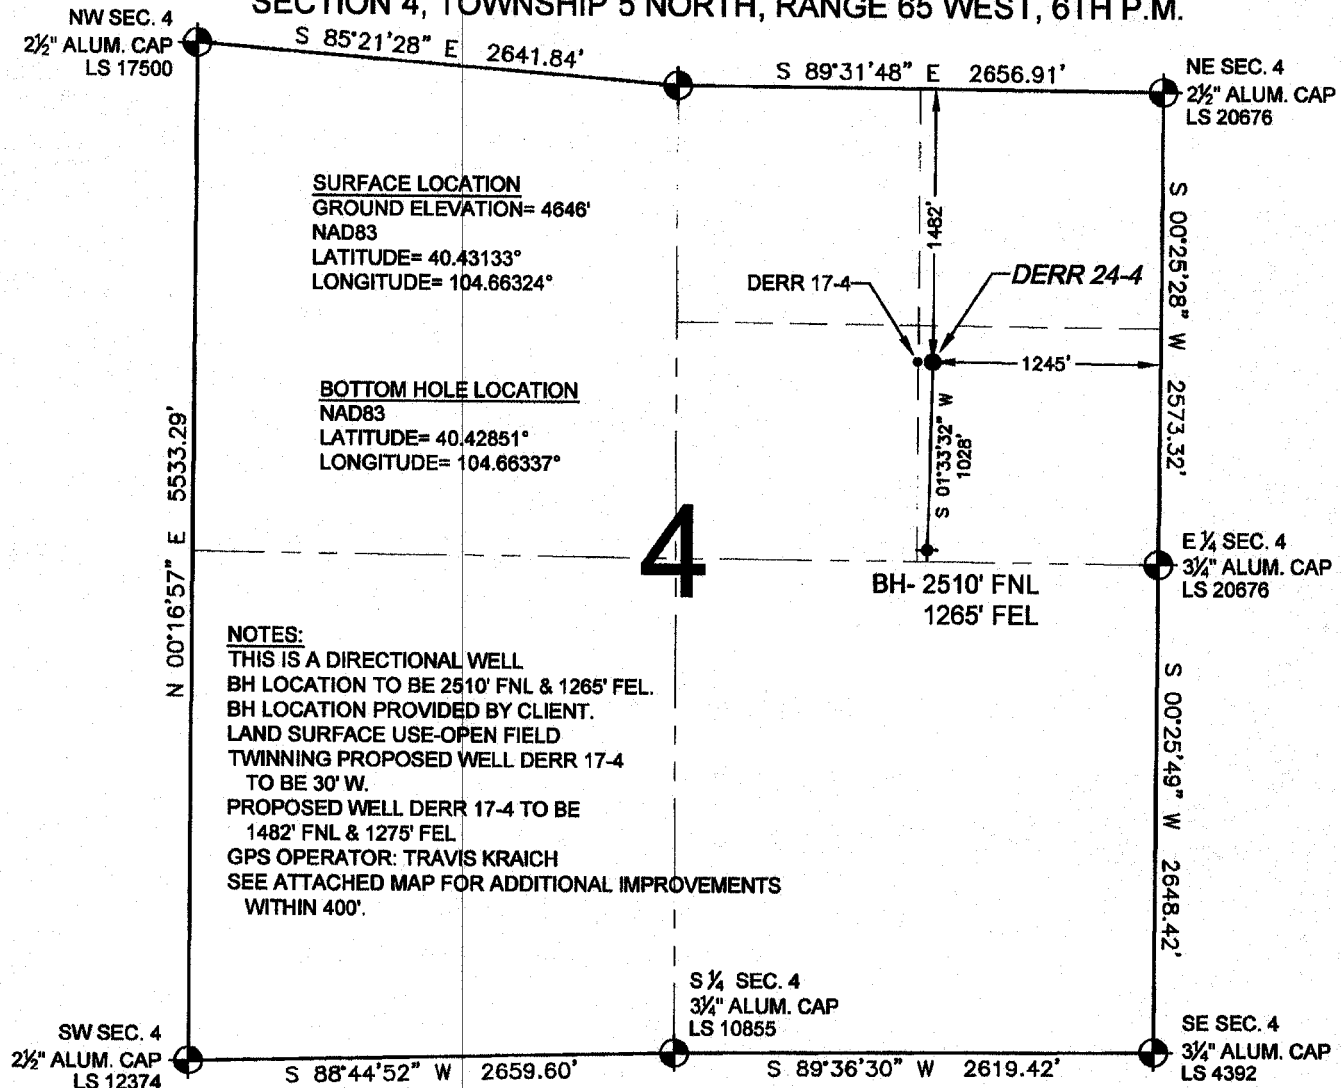 SECTION 4, TOWNSHIP 5 NORTH, RANGE 65 WEST, 6TH P.M.
NW SEC. 4
2½" ALUM. CAP
LS 17500
S 85°21'28" E 2641.84'
S 89°31'48" E 2656.91'
NE SEC. 4
2½" ALUM. CAP
LS 20676
SURFACE LOCATION
GROUND ELEVATION= 4646'
NAD83
LATITUDE= 40.43133°
LONGITUDE= 104.66324°
1482'
DERR 17-4
DERR 24-4
1245'
S 00°25'28" W 2573.32'
BOTTOM HOLE LOCATION
NAD83
LATITUDE= 40.42851°
LONGITUDE= 104.66337°
S 01°33'32" W
1028'
N 00°16'57" E 5533.29'
4
E ¼ SEC. 4
3¼" ALUM. CAP
LS 20676
BH- 2510' FNL
1265' FEL
NOTES:
THIS IS A DIRECTIONAL WELL
BH LOCATION TO BE 2510' FNL & 1265' FEL.
BH LOCATION PROVIDED BY CLIENT.
LAND SURFACE USE-OPEN FIELD
TWINNING PROPOSED WELL DERR 17-4
TO BE 30' W.
PROPOSED WELL DERR 17-4 TO BE
1482' FNL & 1275' FEL
GPS OPERATOR: TRAVIS KRAICH
SEE ATTACHED MAP FOR ADDITIONAL IMPROVEMENTS
WITHIN 400'.
S 00°25'49" W 2648.42'
S ¼ SEC. 4
3¼" ALUM. CAP
LS 10855
SW SEC. 4
2½" ALUM. CAP
LS 12374
S 88°44'52" W 2659.60'
S 89°36'30" W 2619.42'
SE SEC. 4
3¼" ALUM. CAP
LS 4392